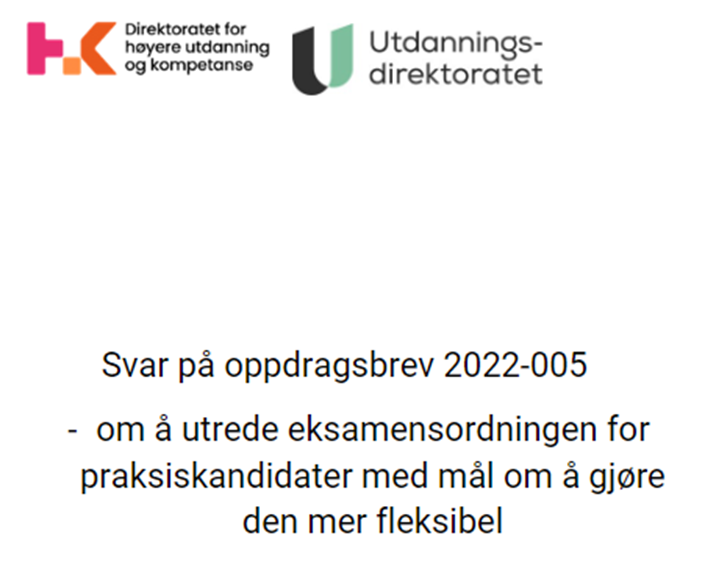 Direktoratet for
høyere utdanning
og kompetanse
Utdannings-
direktoratet
Svar på oppdragsbrev 2022-005
- om å utrede eksamensordningen for
praksiskandidater med mål om å gjøre
den mer fleksibel